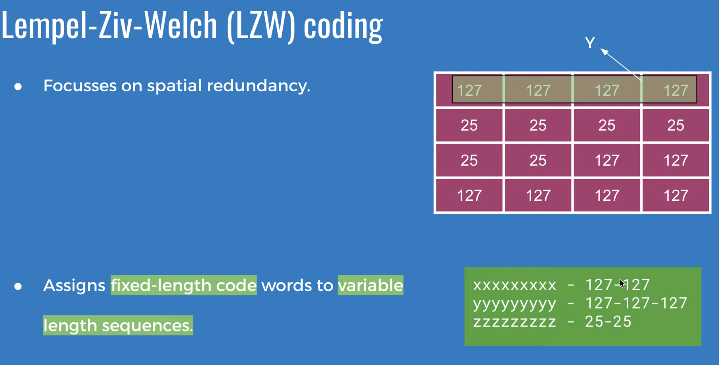 Lempel-Ziv-Welch (LZW) coding
● Focusses on spatial redundancy.
Y
127 127 127 127
25 25 25 25
25 25 127 127
127 127 127 127
● Assigns fixed-length code words to variable
length sequences.
xxxxxxxxx - 127-127
yyyyyyyyy - 127-127-127
zzzzzzzzz - 25-25